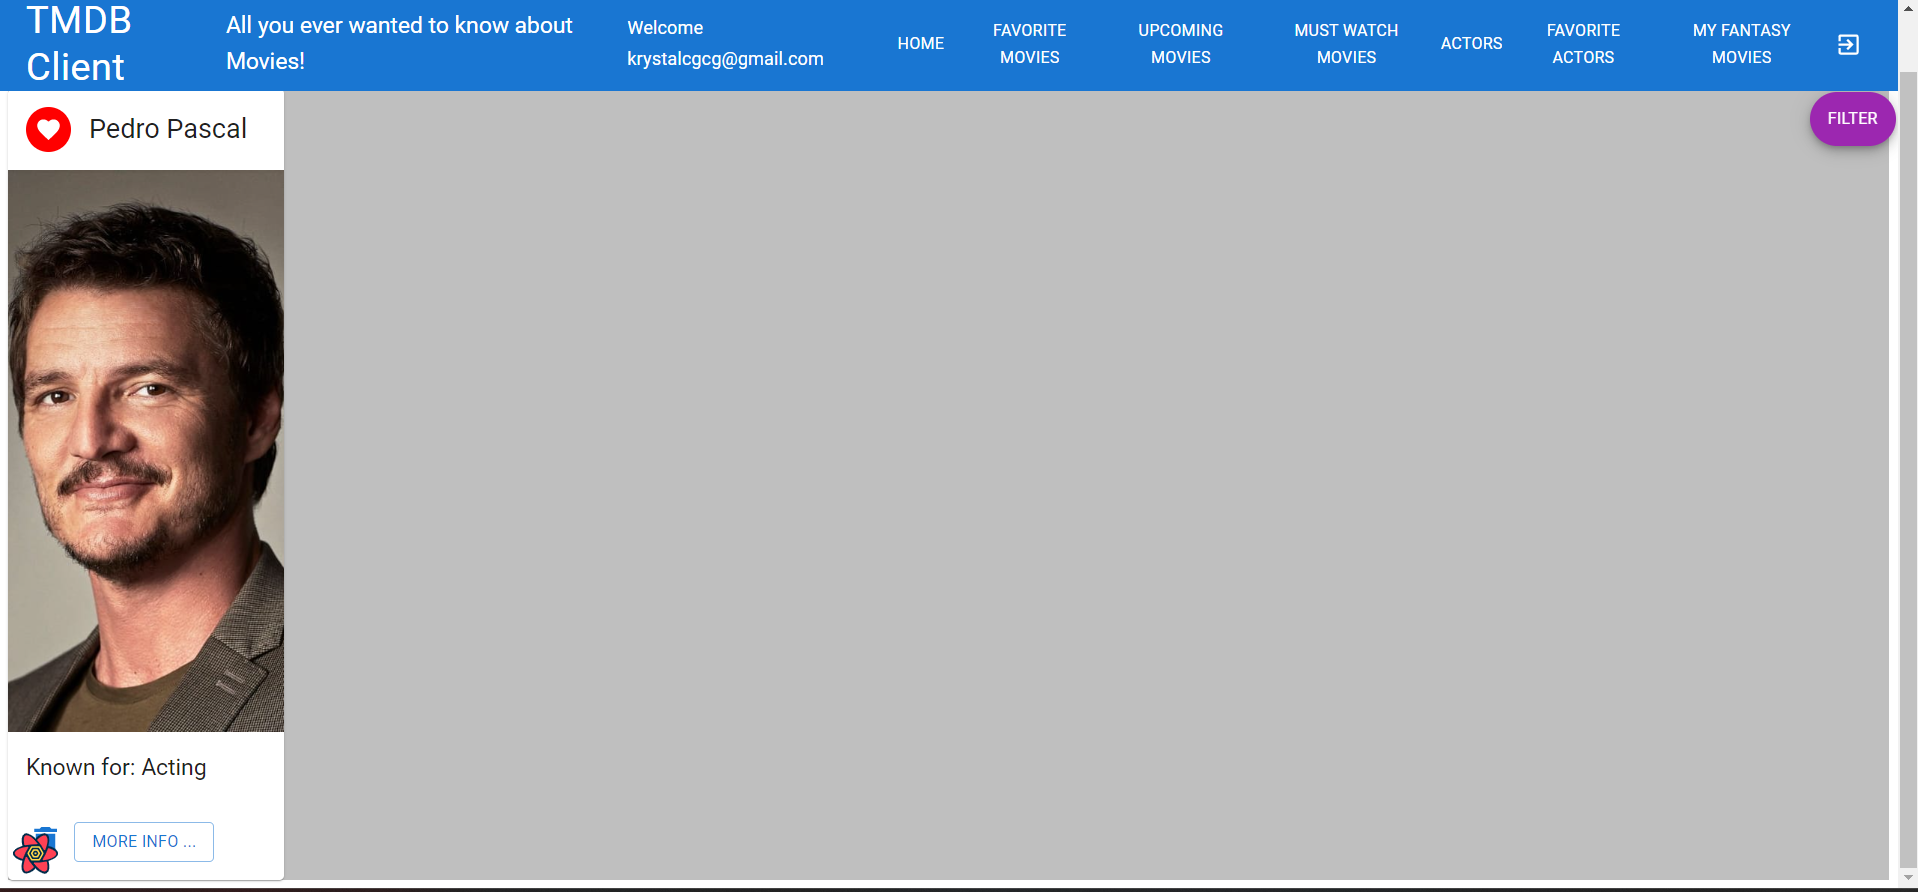 TMDB
Client
All you ever wanted to know about
Movies!
Welcome
krystalcgcg@gmail.com
HOME
FAVORITE
MOVIES
UPCOMING
MOVIES
MUST WATCH
MOVIES
ACTORS
FAVORITE
ACTORS
MY FANTASY
MOVIES
Pedro Pascal
FILTER
Known for: Acting
MORE INFO ...